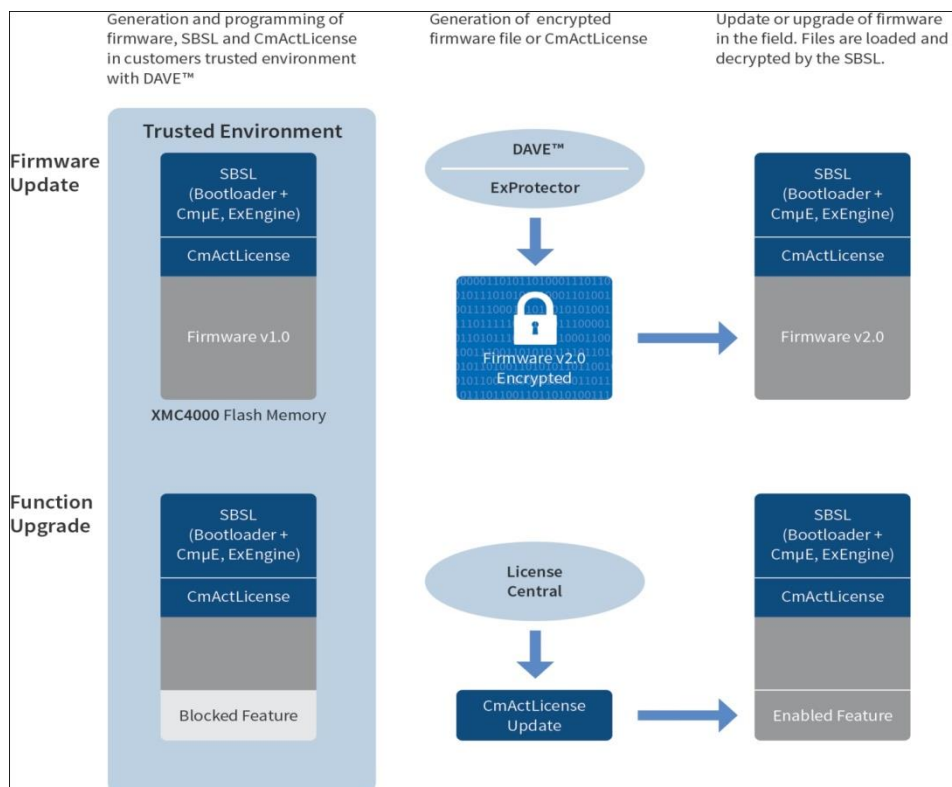 Generation and programming of
firmware, SBSL and CmActLicense
in customers trusted environment
with DAVE™
Generation of encrypted
firmware file or CmActLicense
Update or upgrade of firmware
in the field. Files are loaded and
decrypted by the SBSL.
Firmware
Update
Trusted Environment
SBSL
(Bootloader +
CmµE, ExEngine)
CmActLicense
Firmware v1.0
XMC4000 Flash Memory
DAVE™
ExProtector
Firmware v2.0
Encrypted
SBSL
(Bootloader +
CmµE, ExEngine)
CmActLicense
Firmware v2.0
Function
Upgrade
SBSL
(Bootloader +
CmµE, ExEngine)
CmActLicense
Blocked Feature
License
Central
CmActLicense
Update
SBSL
(Bootloader +
CmµE, ExEngine)
CmActLicense
Enabled Feature